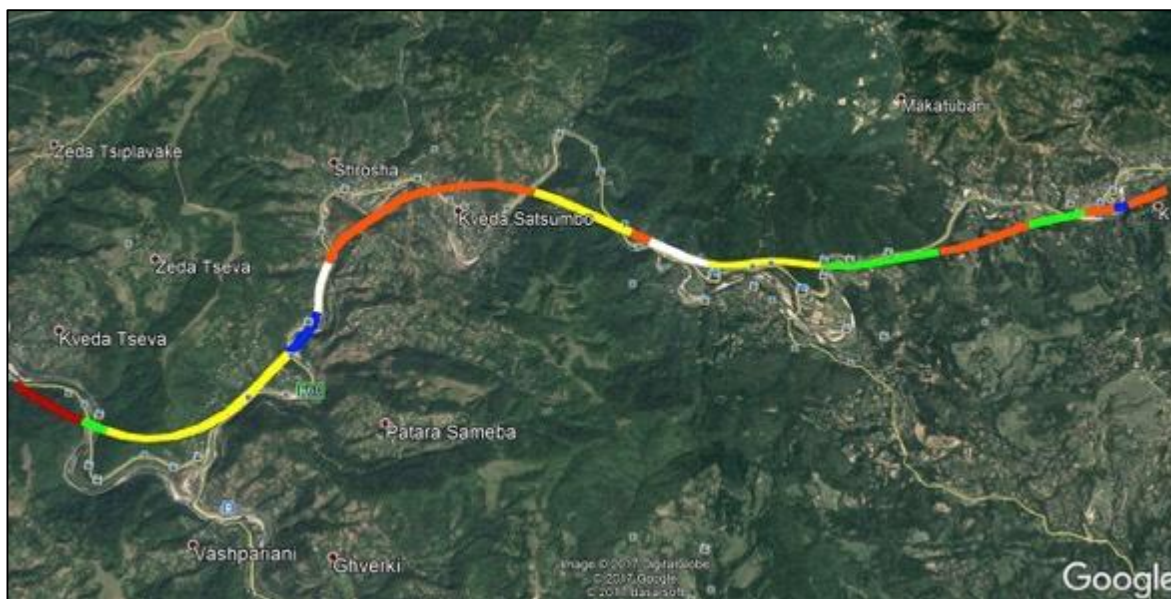 Makatubani
Zeda Tsiplavake
Shrosha
Kveda Satsumbo
Zeda Tseva
Kveda Tseva
E60
Patara Sameba
Vashpariani
Ghverki
Image © 2017 DigitalGlobe
© 2017 Google
© 2017 Basarsoft
Google